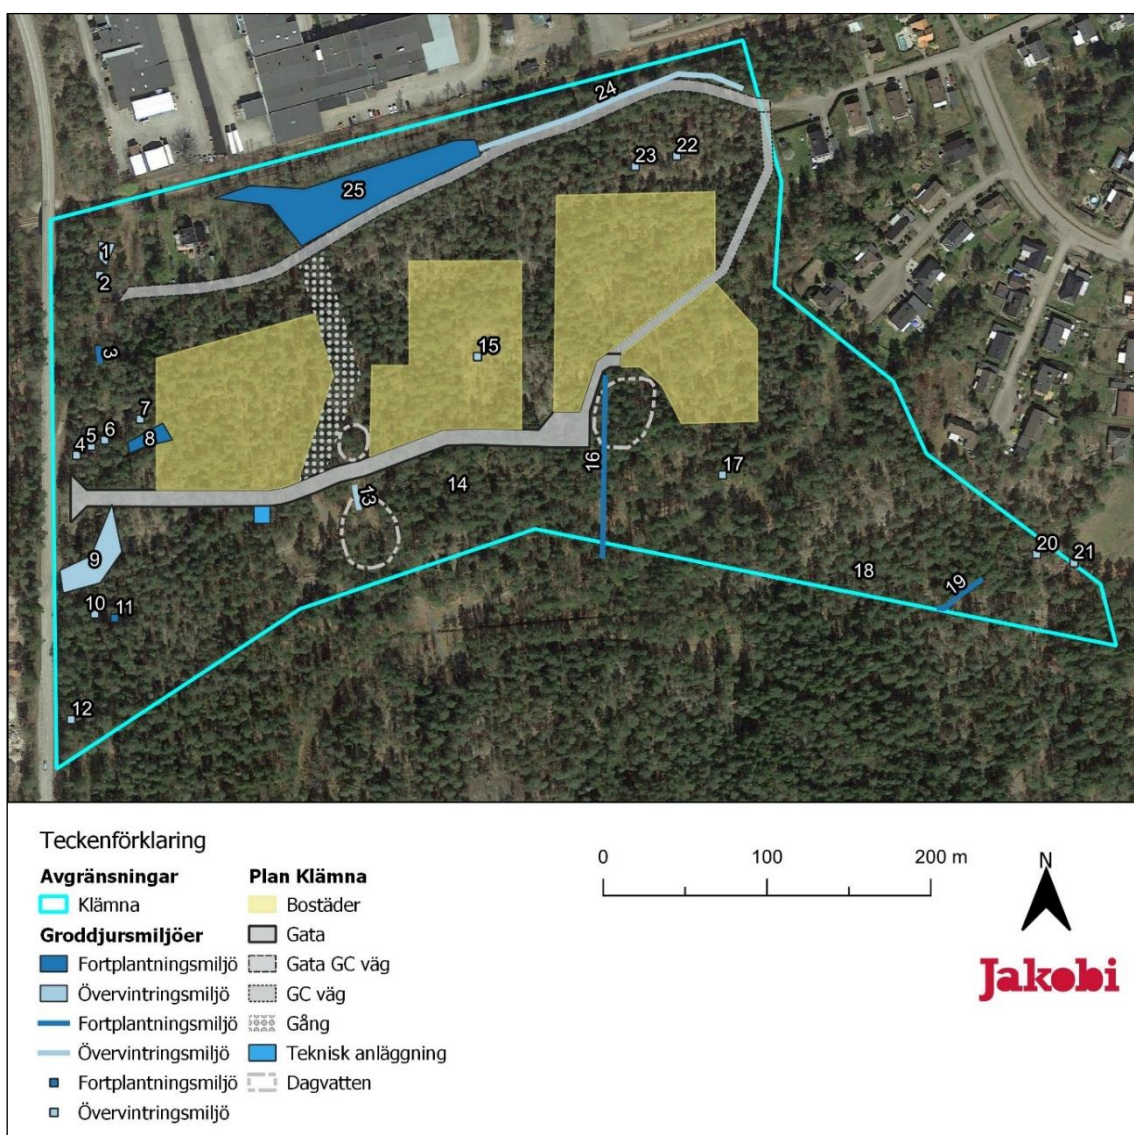 24
22
23
25
1
2
3
15
7
5
6
4
8
16
13
14
17
9
10
11
18
19
20
21
12
Teckenförklaring
Avgränsningar
Klämna
Groddjursmiljöer
Fortplantningsmiljö
Övervintringsmiljö
Fortplantningsmiljö
Övervintringsmiljö
Fortplantningsmiljö
Övervintringsmiljö
Plan Klämna
Bostäder
Gata
Gata GC väg
GC väg
Gång
Teknisk anläggning
Dagvatten
0 100 200 m
N
Jakobi